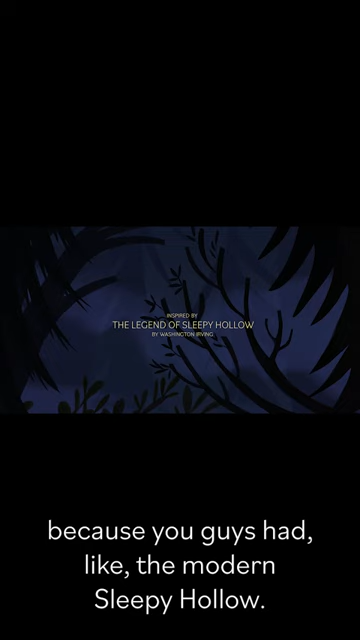 INSPIRED BY
THE LEGEND OF SLEEPY HOLLOW
BY WASHINGTON IRVING
because you guys had,
like, the modern
Sleepy Hollow.